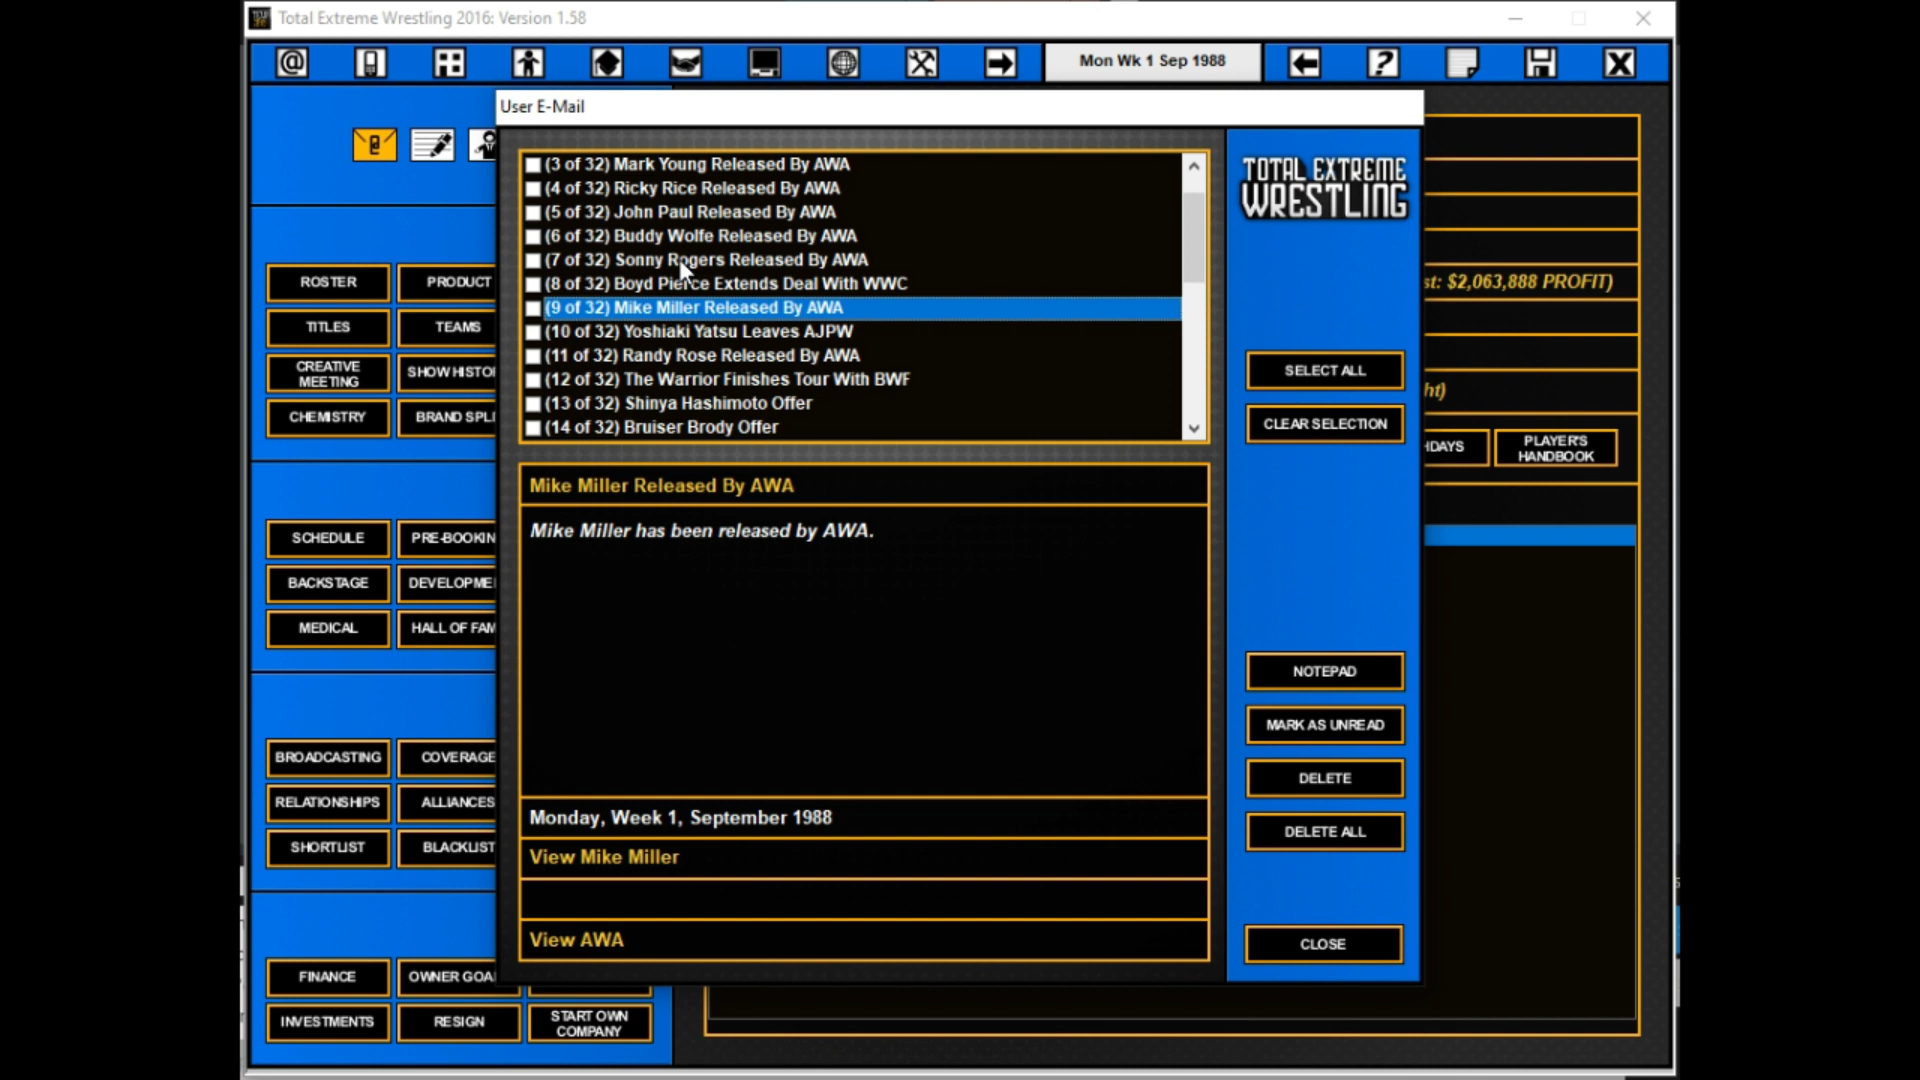 Total Extreme Wrestling 2016: Version 1.58
Mon Wk 1 Sep 1988
User E-Mail
(3 of 32) Mark Young Released By AWA
(4 of 32) Ricky Rice Released By AWA
(5 of 32) John Paul Released By AWA
(6 of 32) Buddy Wolfe Released By AWA
(7 of 32) Sonny Rogers Released By AWA
(8 of 32) Boyd Pierce Extends Deal With WWC
(9 of 32) Mike Miller Released By AWA
(10 of 32) Yoshiaki Yatsu Leaves AJPW
(11 of 32) Randy Rose Released By AWA
(12 of 32) The Warrior Finishes Tour With BWF
(13 of 32) Shinya Hashimoto Offer
(14 of 32) Bruiser Brody Offer
Mike Miller Released By AWA
Mike Miller has been released by AWA.
Monday, Week 1, September 1988
View Mike Miller
View AWA
TOTAL EXTREME
WRESTLING
SELECT ALL
CLEAR SELECTION
NOTEPAD
MARK AS UNREAD
DELETE
DELETE ALL
CLOSE
ROSTER PRODUCT
TITLES TEAMS
CREATIVE
MEETING
SHOW HISTO
CHEMISTRY BRAND SPLI
SCHEDULE PRE-BOOKIN
BACKSTAGE DEVELOPME
MEDICAL HALL OF FAM
BROADCASTING COVERAGE
RELATIONSHIPS ALLIANCES
SHORTLIST BLACKLIST
FINANCE OWNER GOA
INVESTMENTS RESIGN
START OWN
COMPANY
st: $2,063,888 PROFIT)
ht)
HDAYS
PLAYER'S
HANDBOOK